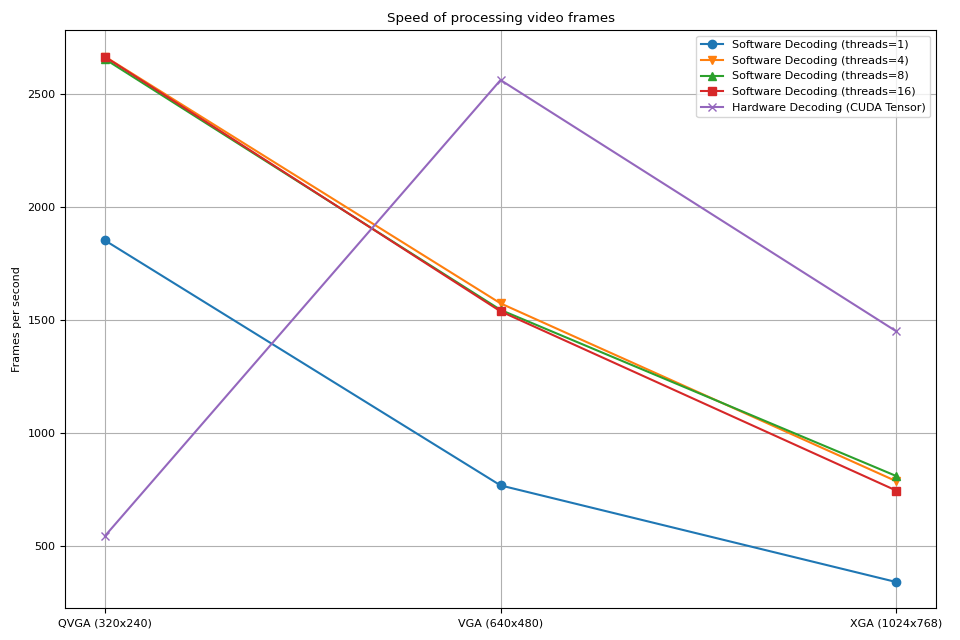 Speed of processing video frames
Software Decoding (threads=1)
Software Decoding (threads=4)
Software Decoding (threads=8)
Software Decoding (threads=16)
Hardware Decoding (CUDA Tensor)
Frames per second
2500
2000
1500
1000
500
QVGA (320x240)
VGA (640x480)
XGA (1024x768)